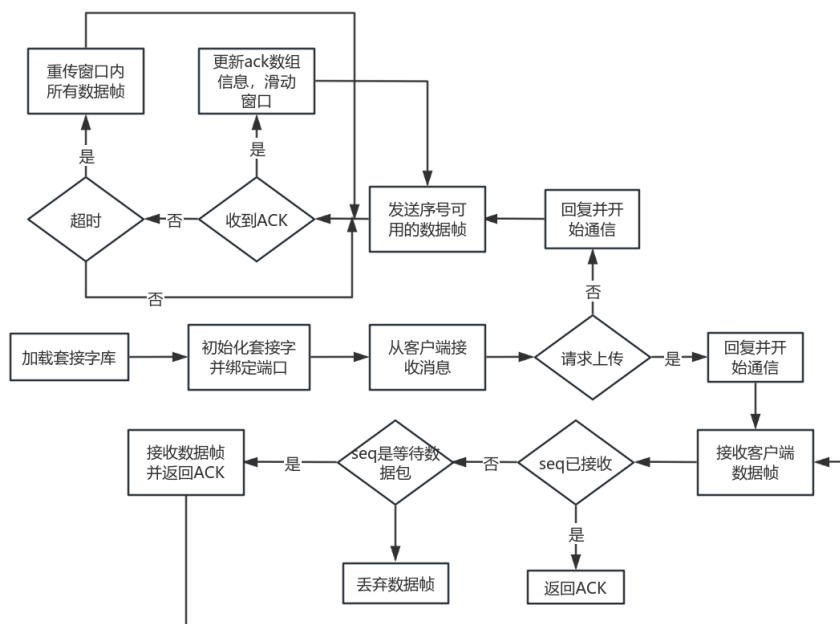 重传窗口内
所有数据帧
更新ack数组
信息，滑动
窗口
是
是
超时
否
收到ACK
发送序号可
用的数据帧
回复并开
始通信
否
否
加载套接字库
初始化套接字
并绑定端口
从客户端接
收消息
请求上传
是
回复并开
始通信
接收数据帧
并返回ACK
是
seq是等待数
据包
否
seq已接收
接收客户端
数据帧
是
丢弃数据帧
返回ACK